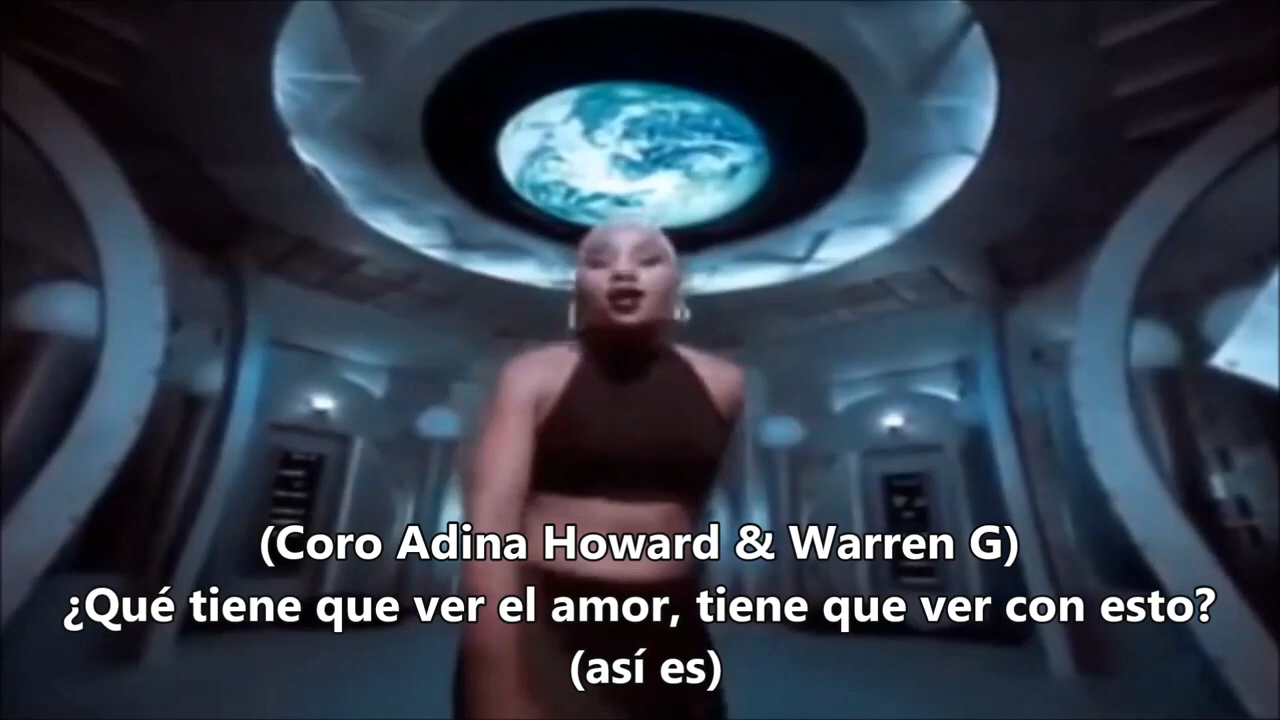 (Coro Adina Howard & Warren G)
¿Qué tiene que ver el amor, tiene que ver con esto?
(así es)